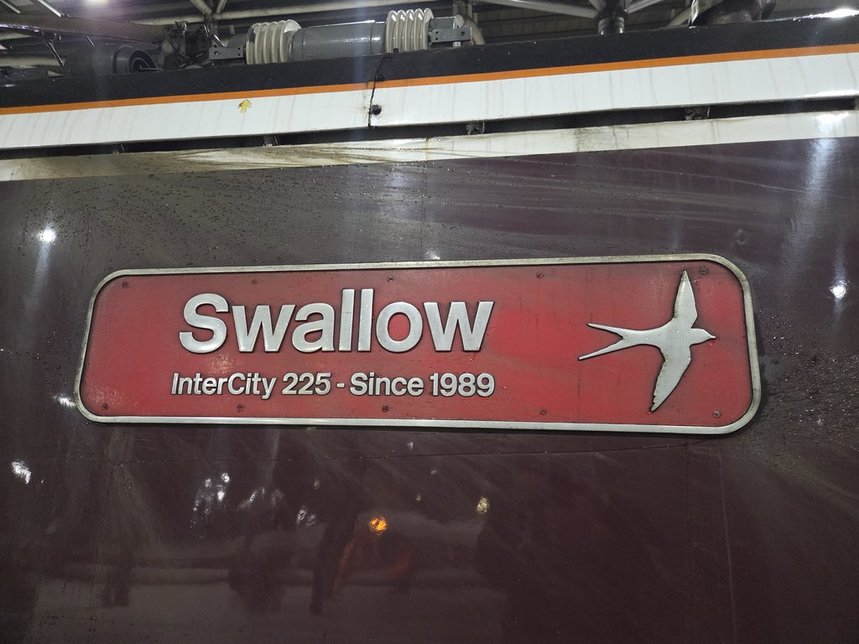 Swallow
InterCity 225 - Since 1989